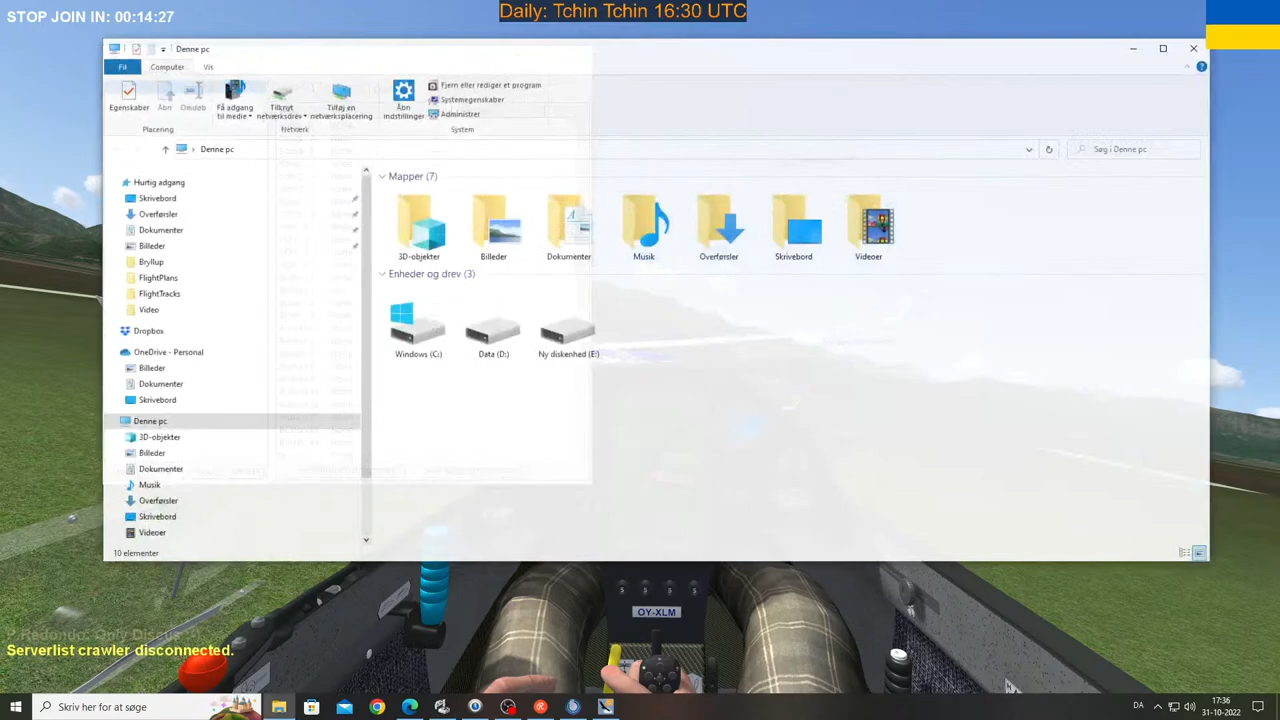 STOP JOIN IN: 00:14:27
Daily: Tchin Tchin 16:30 UTC
Denne pc
Fil
Computer
Vis
Egenskaber
Åbn
Omdøb
Få adgang til medie
Tilknyt netværksdrev
Tilføj en netværksplacering
Åbn indstillinger
Fjern eller rediger et program
Systemegenskaber
Administrer
Placering
Netværk
System
Denne pc
Søg i Denne pc
Hurtig adgang
Skrivebord
Overførsler
Dokumenter
Billeder
Bryllup
FlightPlans
FlightTracks
Video
Dropbox
OneDrive - Personal
Billeder
Dokumenter
Skrivebord
Denne pc
3D-objekter
Billeder
Dokumenter
Musik
Overførsler
Skrivebord
Videoer
Mapper (7)
3D-objekter
Billeder
Dokumenter
Musik
Overførsler
Skrivebord
Videoer
Enheder og drev (3)
Windows (C:)
Data (D:)
Ny diskenhed (E:)
10 elementer
OY-XLM
P.Redondo: Only Discus
Serverlist crawler disconnected.
Skriv her for at søge
DA
17:36
31-10-2022